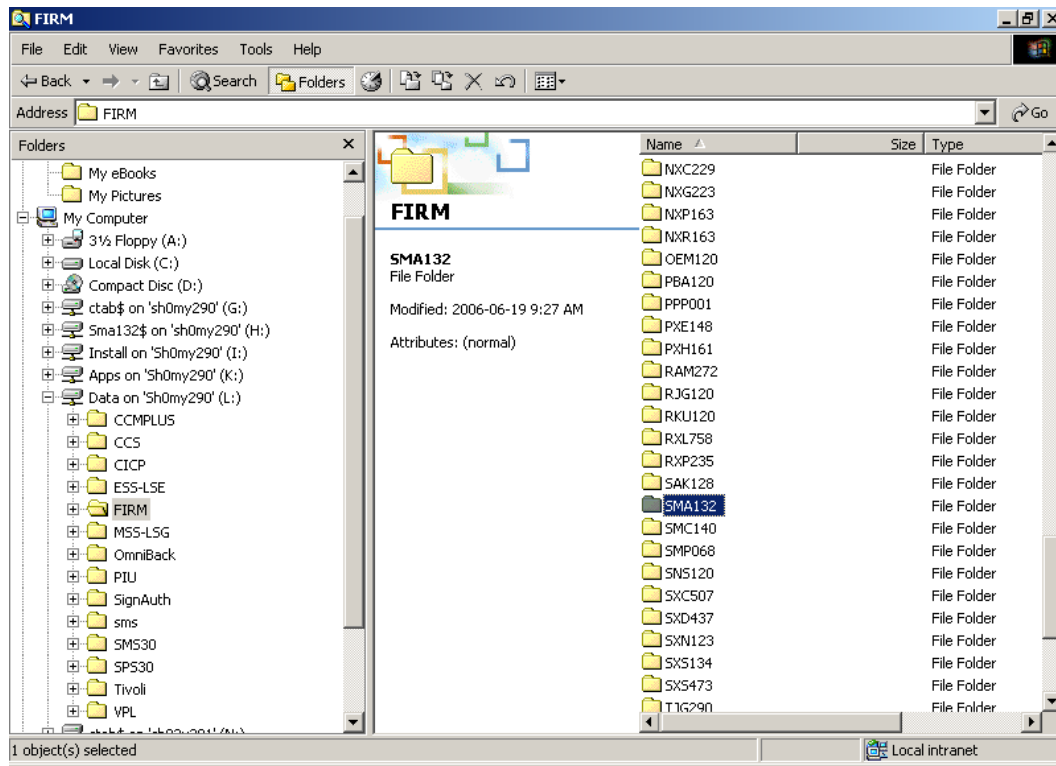 FIRM
File Edit View Favorites Tools Help
Back Search Folders
Address FIRM Go
Folders
My eBooks
My Pictures
My Computer
3½ Floppy (A:)
Local Disk (C:)
Compact Disc (D:)
ctab$ on 'sh0my290' (G:)
Sma132$ on 'sh0my290' (H:)
Install on 'Sh0my290' (I:)
Apps on 'Sh0my290' (K:)
Data on 'Sh0my290' (L:)
CCMPLUS
CCS
CICP
ESS-LSE
FIRM
MSS-LSG
OmniBack
PIU
SignAuth
sms
SMS30
SPS30
Tivoli
VPL
FIRM
SMA132
File Folder
Modified: 2006-06-19 9:27 AM
Attributes: (normal)
Name Size Type
NXC229 File Folder
NXG223 File Folder
NXP163 File Folder
NXR163 File Folder
OEM120 File Folder
PBA120 File Folder
PPP001 File Folder
PXE148 File Folder
PXH161 File Folder
RAM272 File Folder
RJG120 File Folder
RKU120 File Folder
RXL758 File Folder
RXP235 File Folder
SAK128 File Folder
SMA132 File Folder
SMC140 File Folder
SMP068 File Folder
SNS120 File Folder
SXC507 File Folder
SXD437 File Folder
SXN123 File Folder
SXS134 File Folder
SXS473 File Folder
TJG290 File Folder
1 object(s) selected
Local intranet